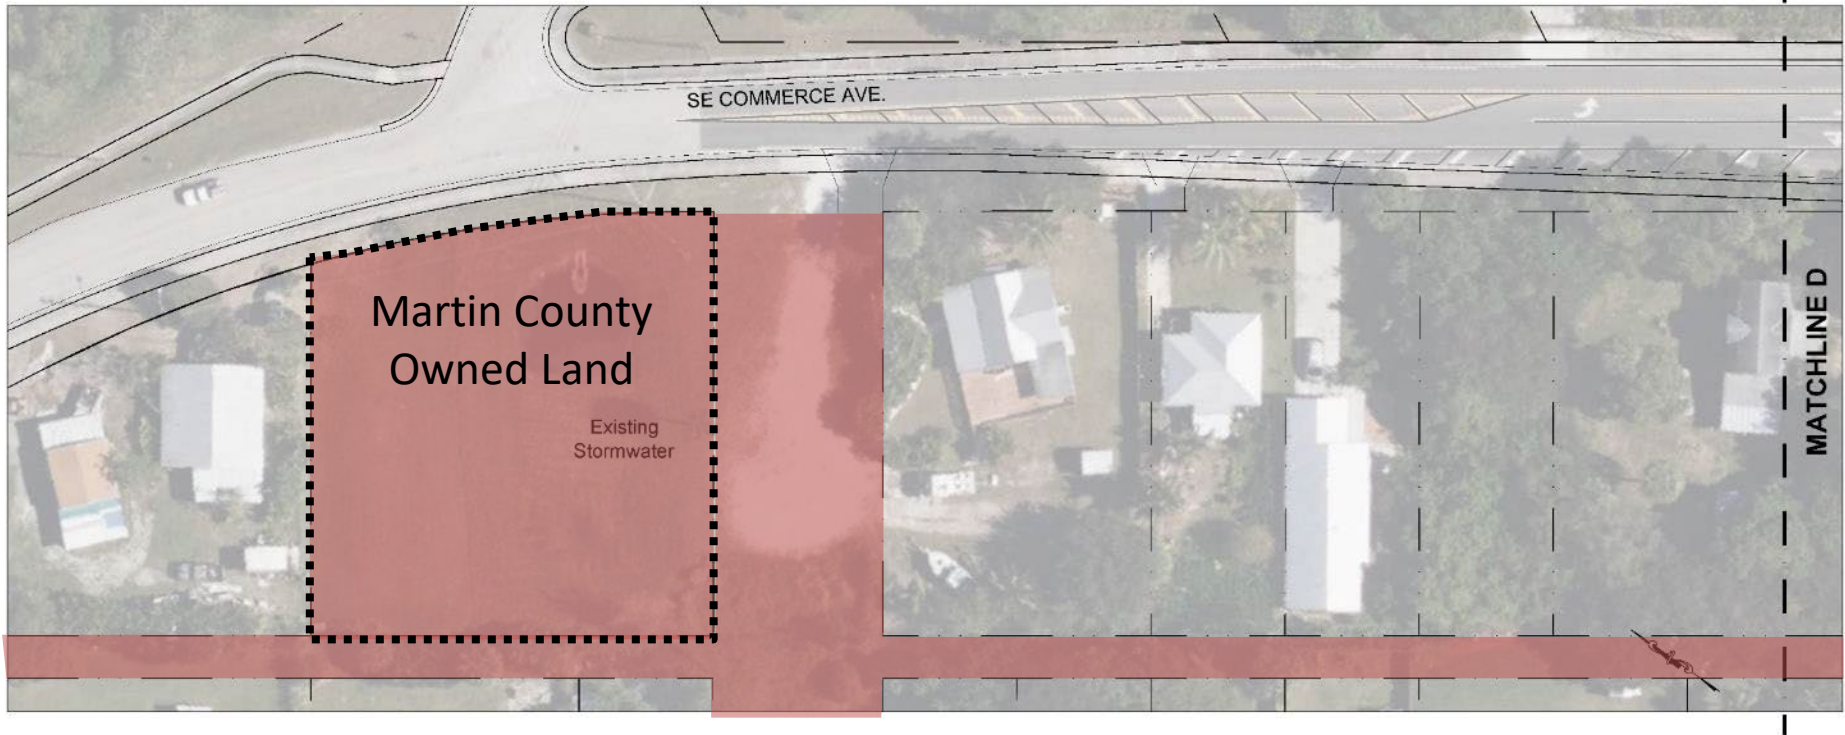 SE COMMERCE AVE.
Martin County
Owned Land
Existing
Stormwater
MATCHLINE D